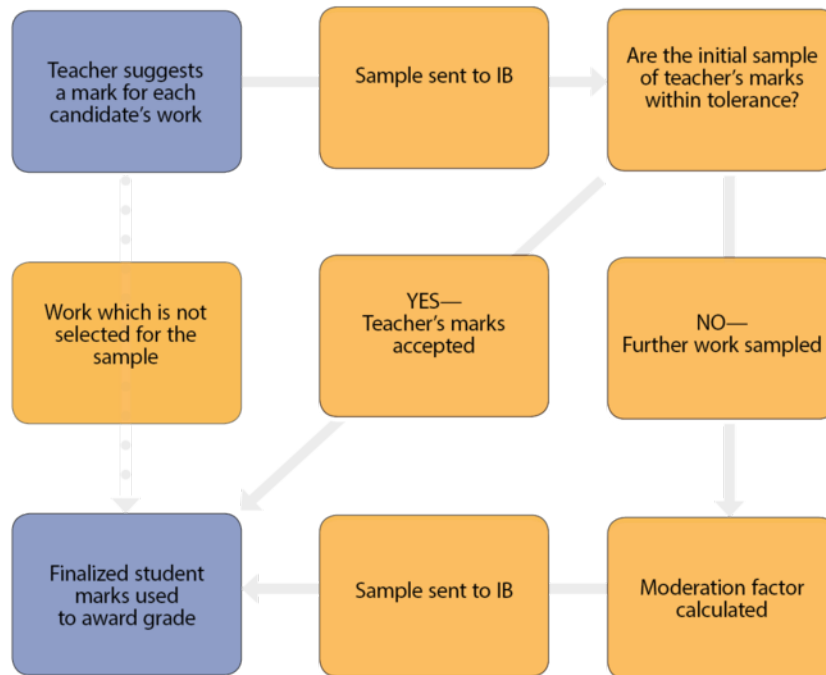 Teacher suggests
a mark for each
candidate's work
Sample sent to IB
Are the initial sample
of teacher's marks
within tolerance?
Work which is not
selected for the
sample
YES—
Teacher's marks
accepted
NO—
Further work sampled
Finalized student
marks used
to award grade
Sample sent to IB
Moderation factor
calculated